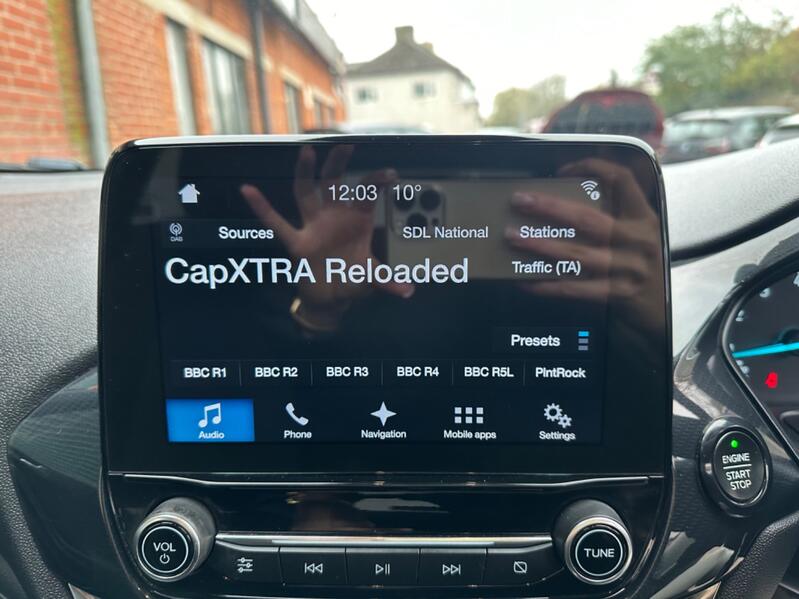 12:03 10°
DAB Sources SDL National Stations
CapXTRA Reloaded Traffic (TA)
Presets
BBC R1 BBC R2 BBC R3 BBC R4 BBC R5L PlntRock
Audio Phone Navigation Mobile apps Settings
ENGINE
START
STOP
VOL
TUNE